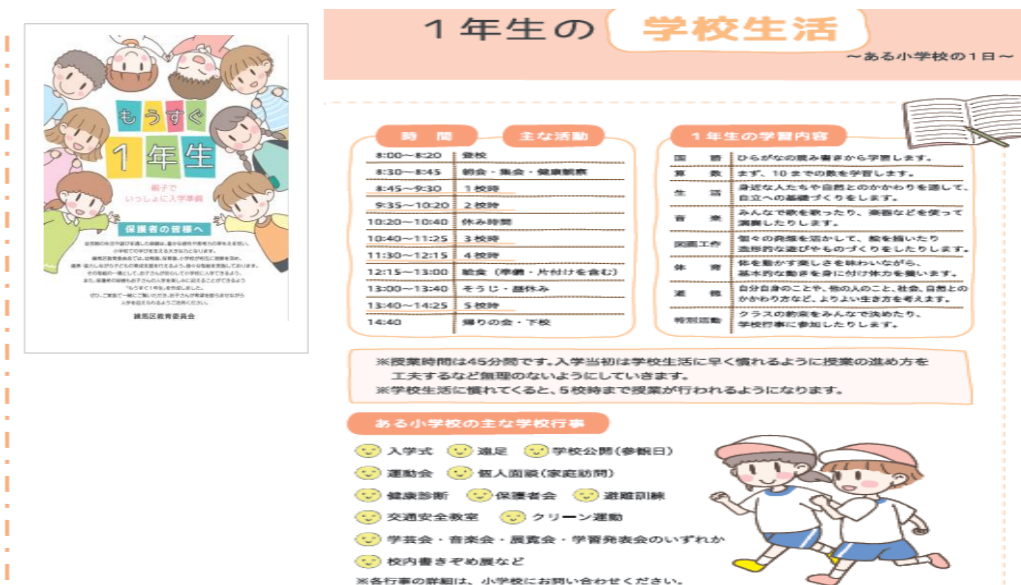 もうすぐ
1年生
親子で
いっしょに入学準備
保護者の皆様へ
練馬区教育委員会
1年生の 学校生活
～ある小学校の1日～
時間 主な活動
8:00～8:20 登校
8:30～8:45 朝会・集会・健康観察
8:45～9:30 1校時
9:35～10:20 2校時
10:20～10:40 休み時間
10:40～11:25 3校時
11:30～12:15 4校時
12:15～13:00 給食（準備・片付けを含む）
13:00～13:40 そうじ・昼休み
13:40～14:25 5校時
14:40 帰りの会・下校
1年生の学習内容
国語 ひらがなの読み書きから学習します。
算数 まず、10までの数を学習します。
生活 身近な人たちや自然とのかかわりを通して、
自立への基礎づくりをします。
音楽 みんなで歌を歌ったり、楽器などを使って
演奏したりします。
図画工作 個々の発想を活かして、絵を描いたり
造形的な遊びやものづくりをしたりします。
体育 体を動かす楽しさを味わいながら、
基本的な動きを身に付け体力を養います。
道徳 自分自身のことや、他の人のこと、社会、自然との
かかわり方など、よりよい生き方を考えます。
特別活動 クラスの約束をみんなで決めたり、
学校行事に参加したりします。
※授業時間は45分間です。入学当初は学校生活に早く慣れるように授業の進め方を
工夫するなど無理のないようにしていきます。
※学校生活に慣れてくると、5校時まで授業が行われるようになります。
ある小学校の主な学校行事
入学式 遠足 学校公開(参観日)
運動会 個人面談(家庭訪問)
健康診断 保護者会 避難訓練
交通安全教室 クリーン運動
学芸会・音楽会・展覧会・学習発表会のいずれか
校内書きぞめ展など
※各行事の詳細は、小学校にお問い合わせください。